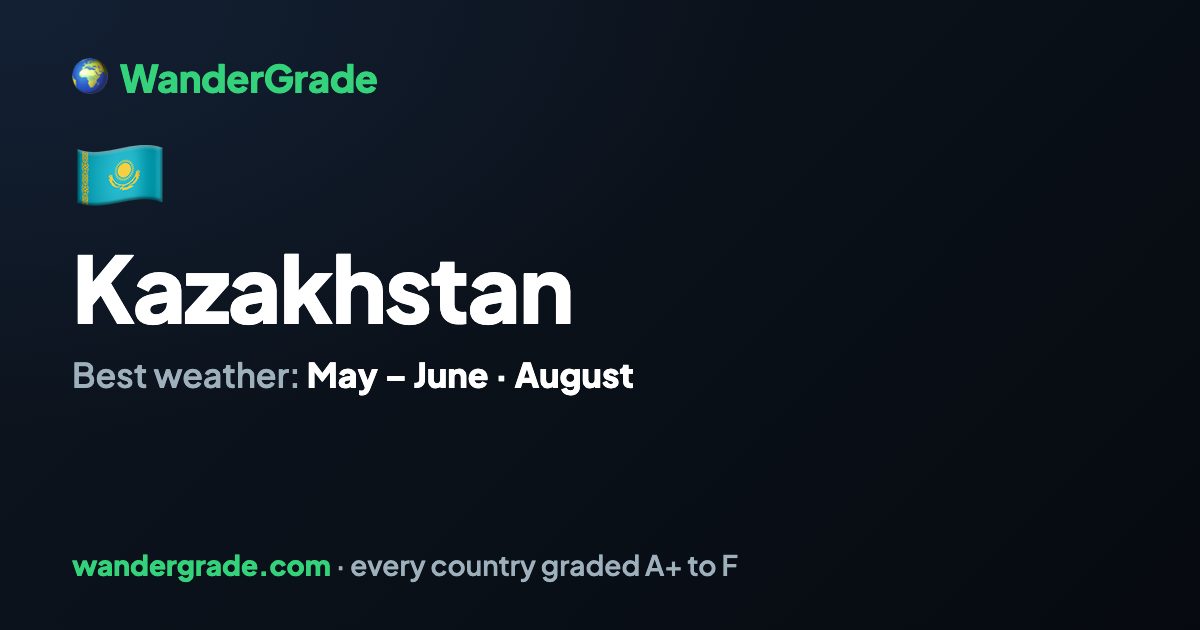 WanderGrade
Kazakhstan
Best weather: May – June · August
wandergrade.com · every country graded A+ to F